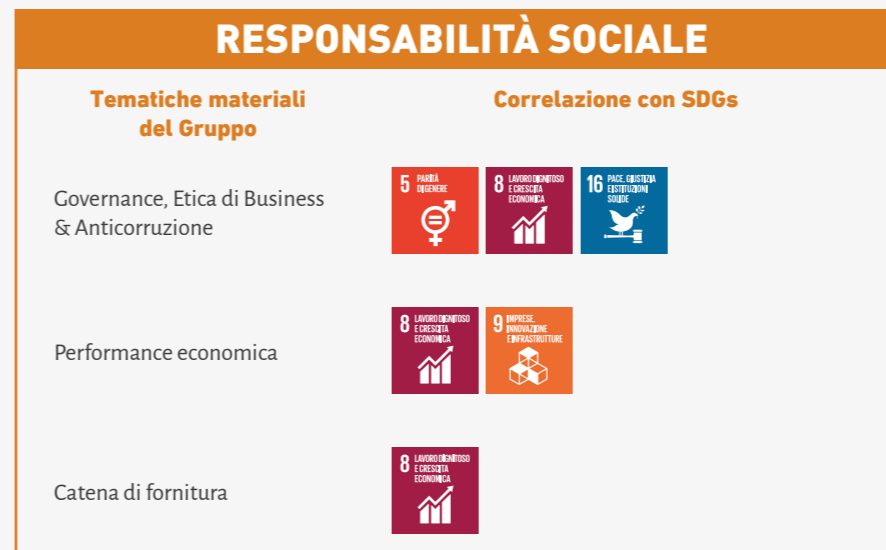 RESPONSABILITÀ SOCIALE
Tematiche materiali
del Gruppo
Correlazione con SDGs
Governance, Etica di Business
& Anticorruzione
5 PARITÀ
DI GENERE
8 LAVORO DIGNITOSO
E CRESCITA
ECONOMICA
16 PACE, GIUSTIZIA
E ISTITUZIONI
SOLIDE
Performance economica
8 LAVORO DIGNITOSO
E CRESCITA
ECONOMICA
9 IMPRESE,
INNOVAZIONE
E INFRASTRUTTURE
Catena di fornitura
8 LAVORO DIGNITOSO
E CRESCITA
ECONOMICA